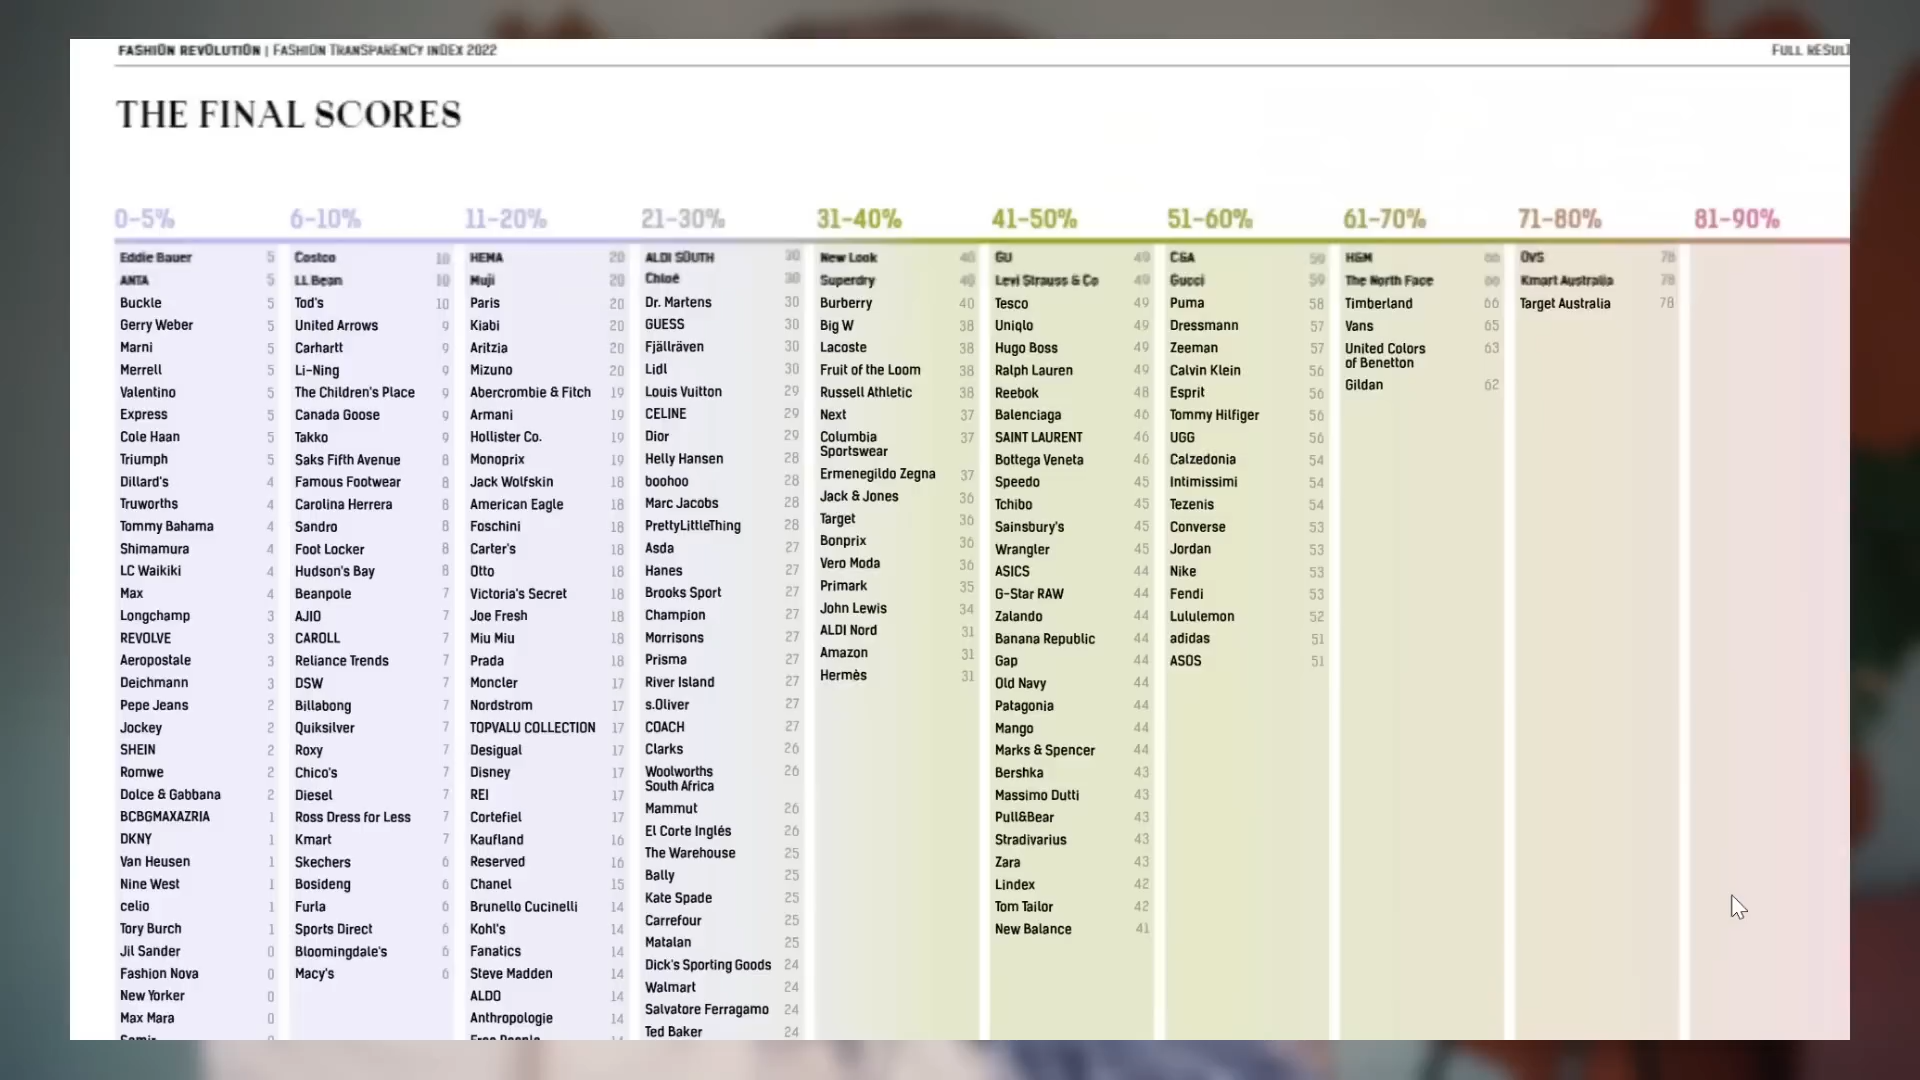 FASHION REVOLUTION | FASHION TRANSPARENCY INDEX 2022
FULL RESULT
THE FINAL SCORES
0-5%
Eddie Bauer 5
ANTA 5
Buckle 5
Gerry Weber 5
Marni 5
Merrell 5
Valentino 5
Express 5
Cole Haan 5
Triumph 5
Dillard's 4
Truworths 4
Tommy Bahama 4
Shimamura 4
LC Waikiki 4
Max 4
Longchamp 3
REVOLVE 3
Aeropostale 3
Deichmann 3
Pepe Jeans 2
Jockey 2
SHEIN 2
Romwe 2
Dolce & Gabbana 2
BCBGMAXAZRIA 1
DKNY 1
Van Heusen 1
Nine West 1
celio 1
Tory Burch 1
Jil Sander 0
Fashion Nova 0
New Yorker 0
Max Mara 0
6-10%
Costco 10
LL Bean 10
Tod's 10
United Arrows 9
Carhartt 9
Li-Ning 9
The Children's Place 9
Canada Goose 9
Takko 9
Saks Fifth Avenue 8
Famous Footwear 8
Carolina Herrera 8
Sandro 8
Foot Locker 8
Hudson's Bay 8
Beanpole 7
AJIO 7
CAROLL 7
Reliance Trends 7
DSW 7
Billabong 7
Quiksilver 7
Roxy 7
Chico's 7
Diesel 7
Ross Dress for Less 7
Kmart 7
Skechers 6
Bosideng 6
Furla 6
Sports Direct 6
Bloomingdale's 6
Macy's 6
11-20%
HEMA 20
Muji 20
Paris 20
Kiabi 20
Aritzia 20
Mizuno 20
Abercrombie & Fitch 19
Armani 19
Hollister Co. 19
Monoprix 19
Jack Wolfskin 18
American Eagle 18
Foschini 18
Carter's 18
Otto 18
Victoria's Secret 18
Joe Fresh 18
Miu Miu 18
Prada 18
Moncler 17
Nordstrom 17
TOPVALU COLLECTION 17
Desigual 17
Disney 17
REI 17
Cortefiel 17
Kaufland 16
Reserved 16
Chanel 15
Brunello Cucinelli 14
Kohl's 14
Fanatics 14
Steve Madden 14
ALDO 14
Anthropologie 14
21-30%
ALDI SOUTH 30
Chloé 30
Dr. Martens 30
GUESS 30
Fjällräven 30
Lidl 30
Louis Vuitton 29
CELINE 29
Dior 29
Helly Hansen 28
boohoo 28
Marc Jacobs 28
PrettyLittleThing 28
Asda 27
Hanes 27
Brooks Sport 27
Champion 27
Morrisons 27
Prisma 27
River Island 27
s.Oliver 27
COACH 27
Clarks 26
Woolworths 26
South Africa
Mammut 26
El Corte Inglés 26
The Warehouse 25
Bally 25
Kate Spade 25
Carrefour 25
Matalan 25
Dick's Sporting Goods 24
Walmart 24
Salvatore Ferragamo 24
Ted Baker 24
31-40%
New Look 40
Superdry 40
Burberry 40
Big W 38
Lacoste 38
Fruit of the Loom 38
Russell Athletic 38
Next 37
Columbia 37
Sportswear
Ermenegildo Zegna 37
Jack & Jones 36
Target 36
Bonprix 36
Vero Moda 36
Primark 35
John Lewis 34
ALDI Nord 31
Amazon 31
Hermès 31
41-50%
GU 49
Levi Strauss & Co 49
Tesco 49
Uniqlo 49
Hugo Boss 49
Ralph Lauren 49
Reebok 48
Balenciaga 46
SAINT LAURENT 46
Bottega Veneta 46
Speedo 45
Tchibo 45
Sainsbury's 45
Wrangler 45
ASICS 44
G-Star RAW 44
Zalando 44
Banana Republic 44
Gap 44
Old Navy 44
Patagonia 44
Mango 44
Marks & Spencer 44
Bershka 43
Massimo Dutti 43
Pull&Bear 43
Stradivarius 43
Zara 43
Lindex 42
Tom Tailor 42
New Balance 41
51-60%
C&A 59
Gucci 59
Puma 58
Dressmann 57
Zeeman 57
Calvin Klein 56
Esprit 56
Tommy Hilfiger 56
UGG 56
Calzedonia 54
Intimissimi 54
Tezenis 54
Converse 53
Jordan 53
Nike 53
Fendi 53
Lululemon 52
adidas 51
ASOS 51
61-70%
H&M
The North Face
Timberland 66
Vans 65
United Colors 63
of Benetton
Gildan 62
71-80%
OVS 78
Kmart Australia 78
Target Australia 78
81-90%